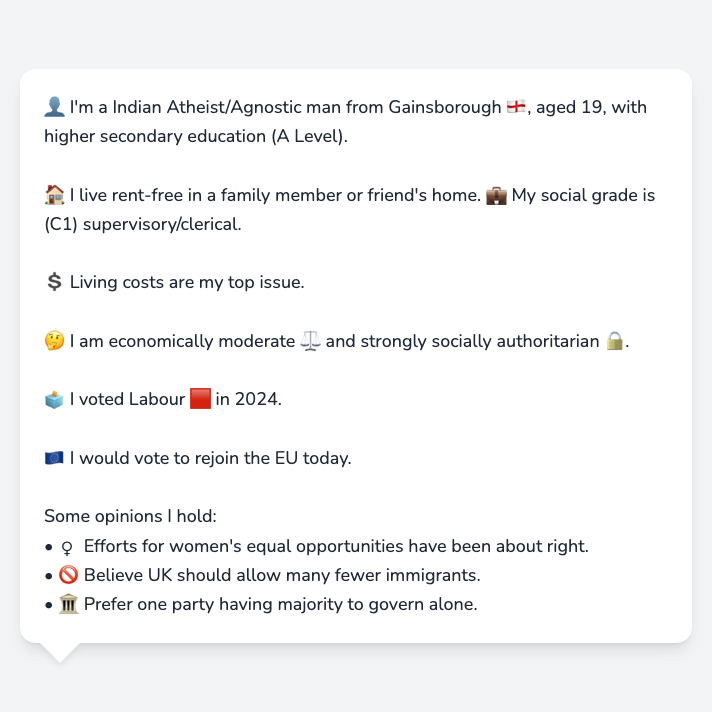 👤 I'm a Indian Atheist/Agnostic man from Gainsborough 🏴󠁧󠁢󠁥󠁮󠁧󠁿, aged 19, with
higher secondary education (A Level).
🏠 I live rent-free in a family member or friend's home. 💼 My social grade is
(C1) supervisory/clerical.
💲 Living costs are my top issue.
🤔 I am economically moderate ⚖️ and strongly socially authoritarian 🔒.
🗳️ I voted Labour 🟥 in 2024.
🇪🇺 I would vote to rejoin the EU today.
Some opinions I hold:
• ♀ Efforts for women's equal opportunities have been about right.
• 🚫 Believe UK should allow many fewer immigrants.
• 🏛️ Prefer one party having majority to govern alone.